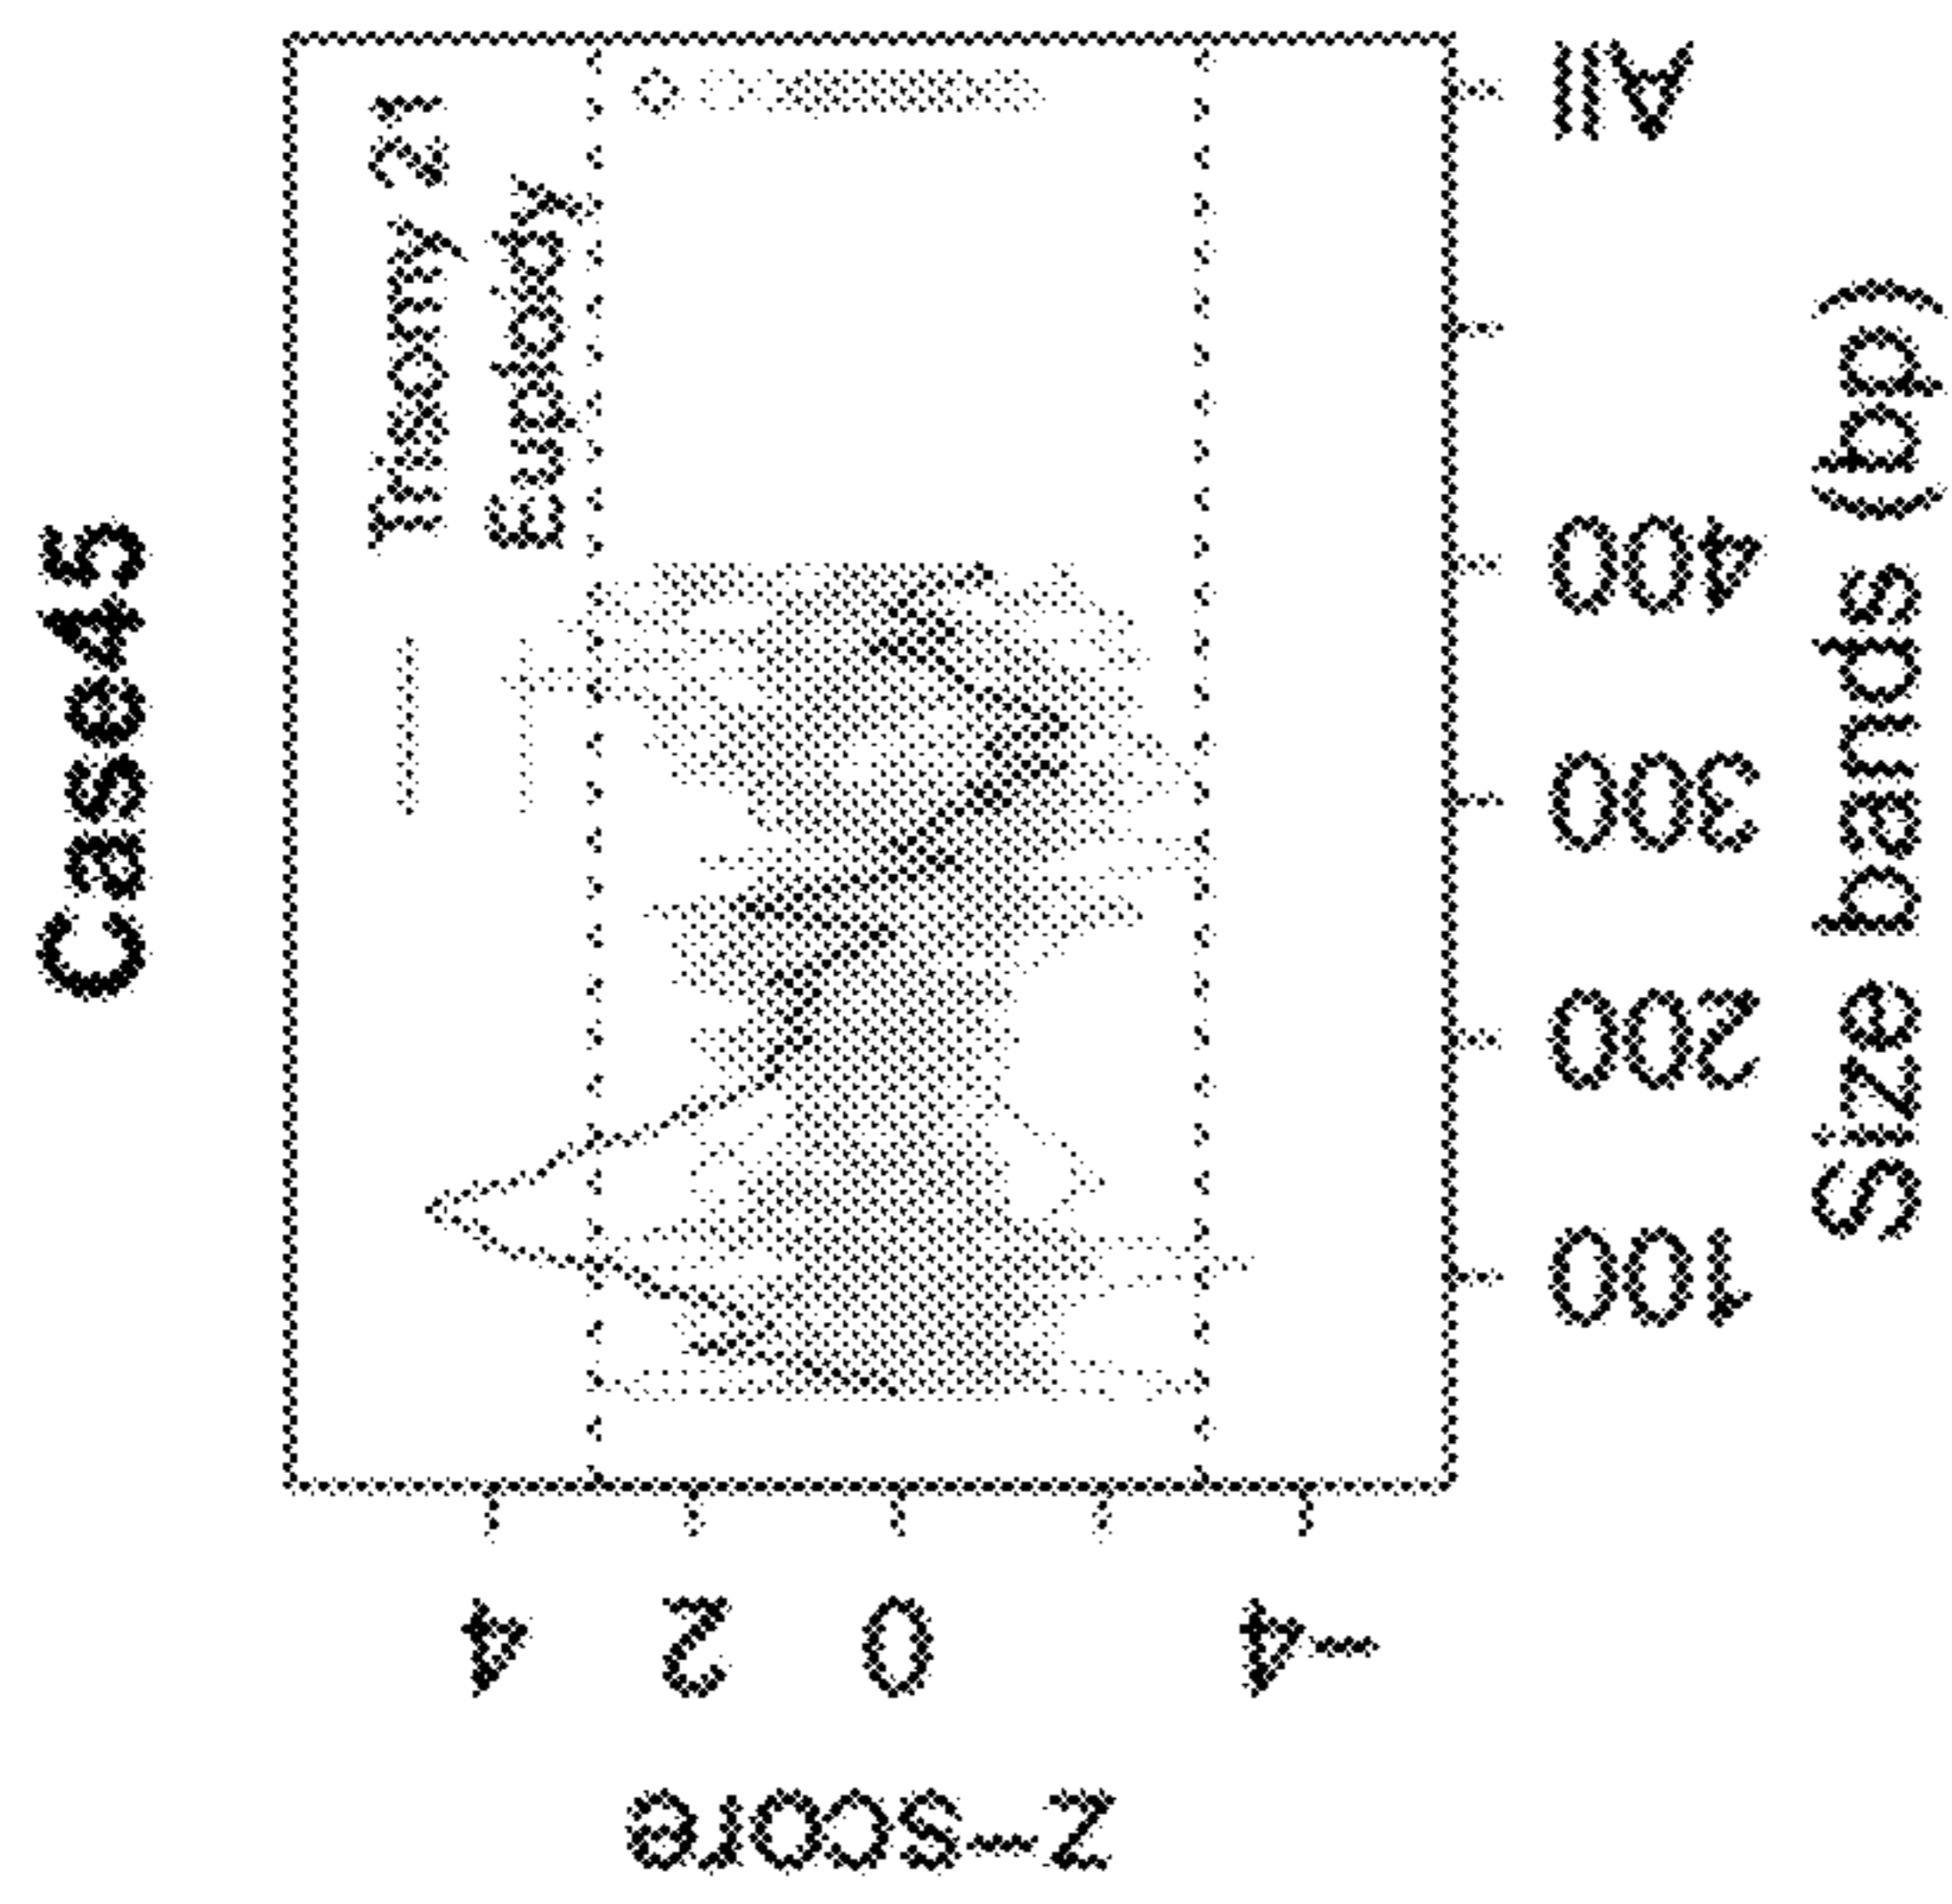 Case45
Trisomy 21
Euploidy
4
2
0
−4
Z−score
100
200
300
400
All
Size bands (bp)